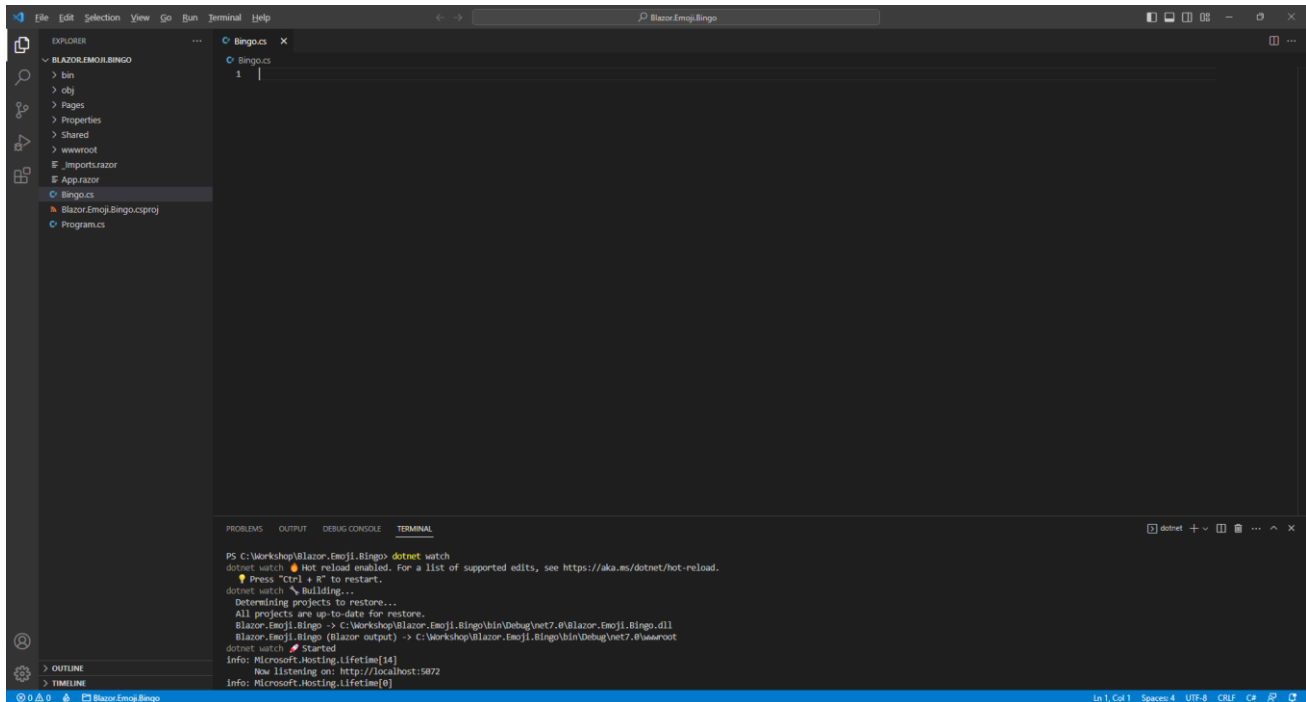 File Edit Selection View Go Run Terminal Help
Blazor.Emoji.Bingo
EXPLORER
BLAZOR.EMOJI.BINGO
bin
obj
Pages
Properties
Shared
wwwroot
_Imports.razor
App.razor
Bingo.cs
Blazor.Emoji.Bingo.csproj
Program.cs
OUTLINE
TIMELINE
Bingo.cs
Bingo.cs
1
PROBLEMS OUTPUT DEBUG CONSOLE TERMINAL
dotnet
PS C:\Workshop\Blazor.Emoji.Bingo> dotnet watch
dotnet watch 🔥 Hot reload enabled. For a list of supported edits, see https://aka.ms/dotnet/hot-reload.
💡 Press "Ctrl + R" to restart.
dotnet watch 🔧 Building...
Determining projects to restore...
All projects are up-to-date for restore.
Blazor.Emoji.Bingo -> C:\Workshop\Blazor.Emoji.Bingo\bin\Debug\net7.0\Blazor.Emoji.Bingo.dll
Blazor.Emoji.Bingo (Blazor output) -> C:\Workshop\Blazor.Emoji.Bingo\bin\Debug\net7.0\wwwroot
dotnet watch 🚀 Started
info: Microsoft.Hosting.Lifetime[14]
Now listening on: http://localhost:5072
info: Microsoft.Hosting.Lifetime[0]
0 0 Blazor.Emoji.Bingo
Ln 1, Col 1 Spaces: 4 UTF-8 CRLF C#